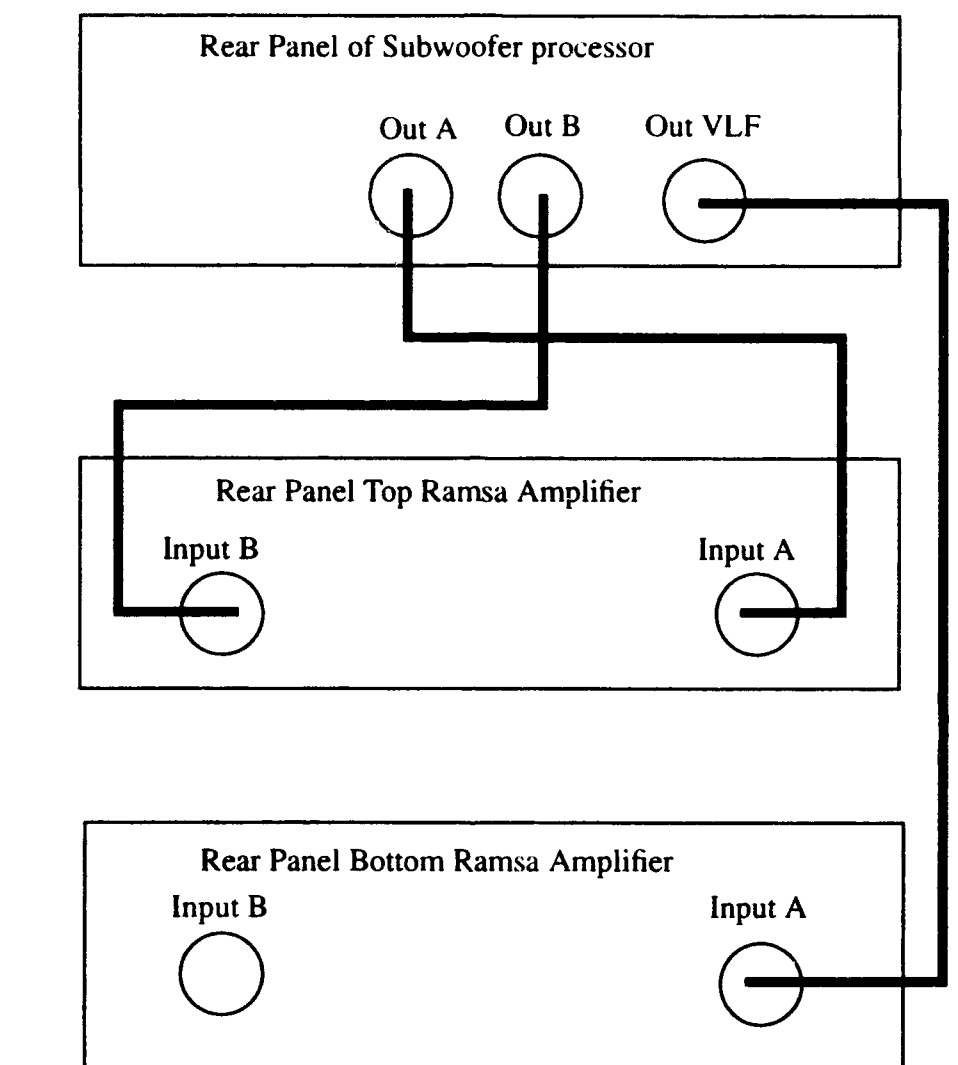 Rear Panel of Subwoofer processor
Out A Out B Out VLF
Rear Panel Top Ramsa Amplifier
Input B Input A
Rear Panel Bottom Ramsa Amplifier
Input B Input A